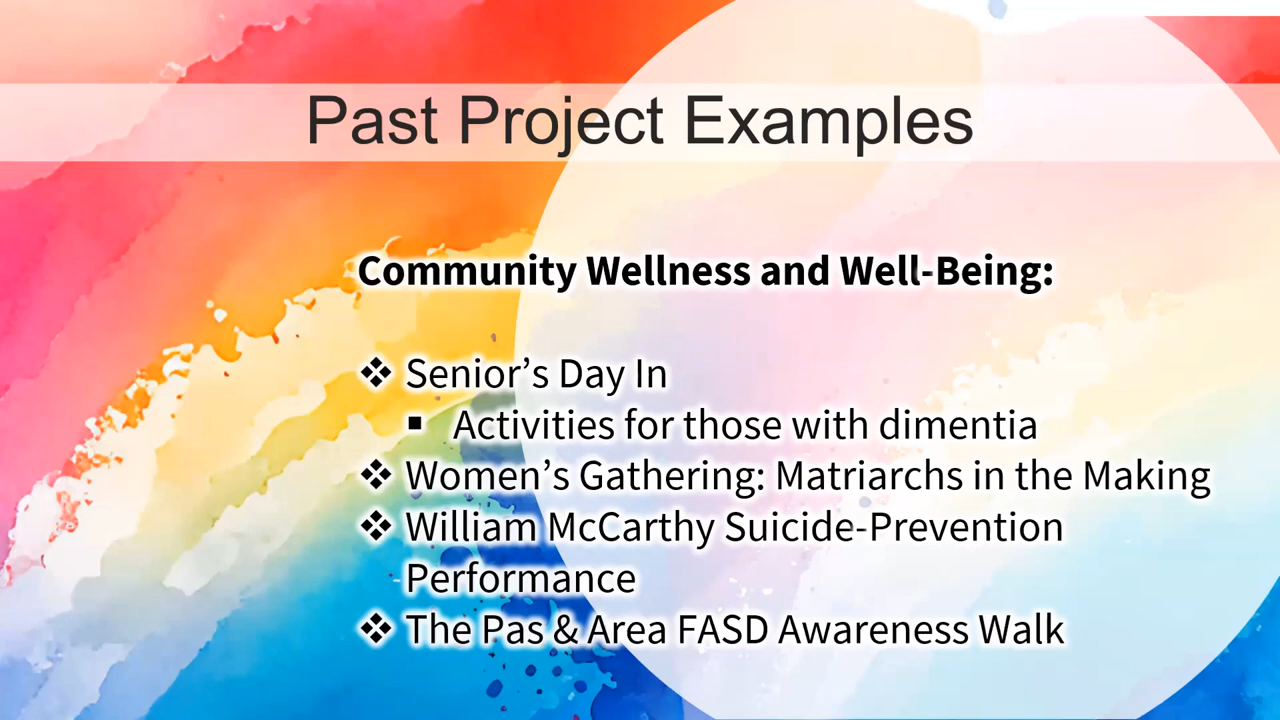 Past Project Examples
Community Wellness and Well-Being:
❖ Senior’s Day In
▪ Activities for those with dimentia
❖ Women’s Gathering: Matriarchs in the Making
❖ William McCarthy Suicide-Prevention
Performance
❖ The Pas & Area FASD Awareness Walk